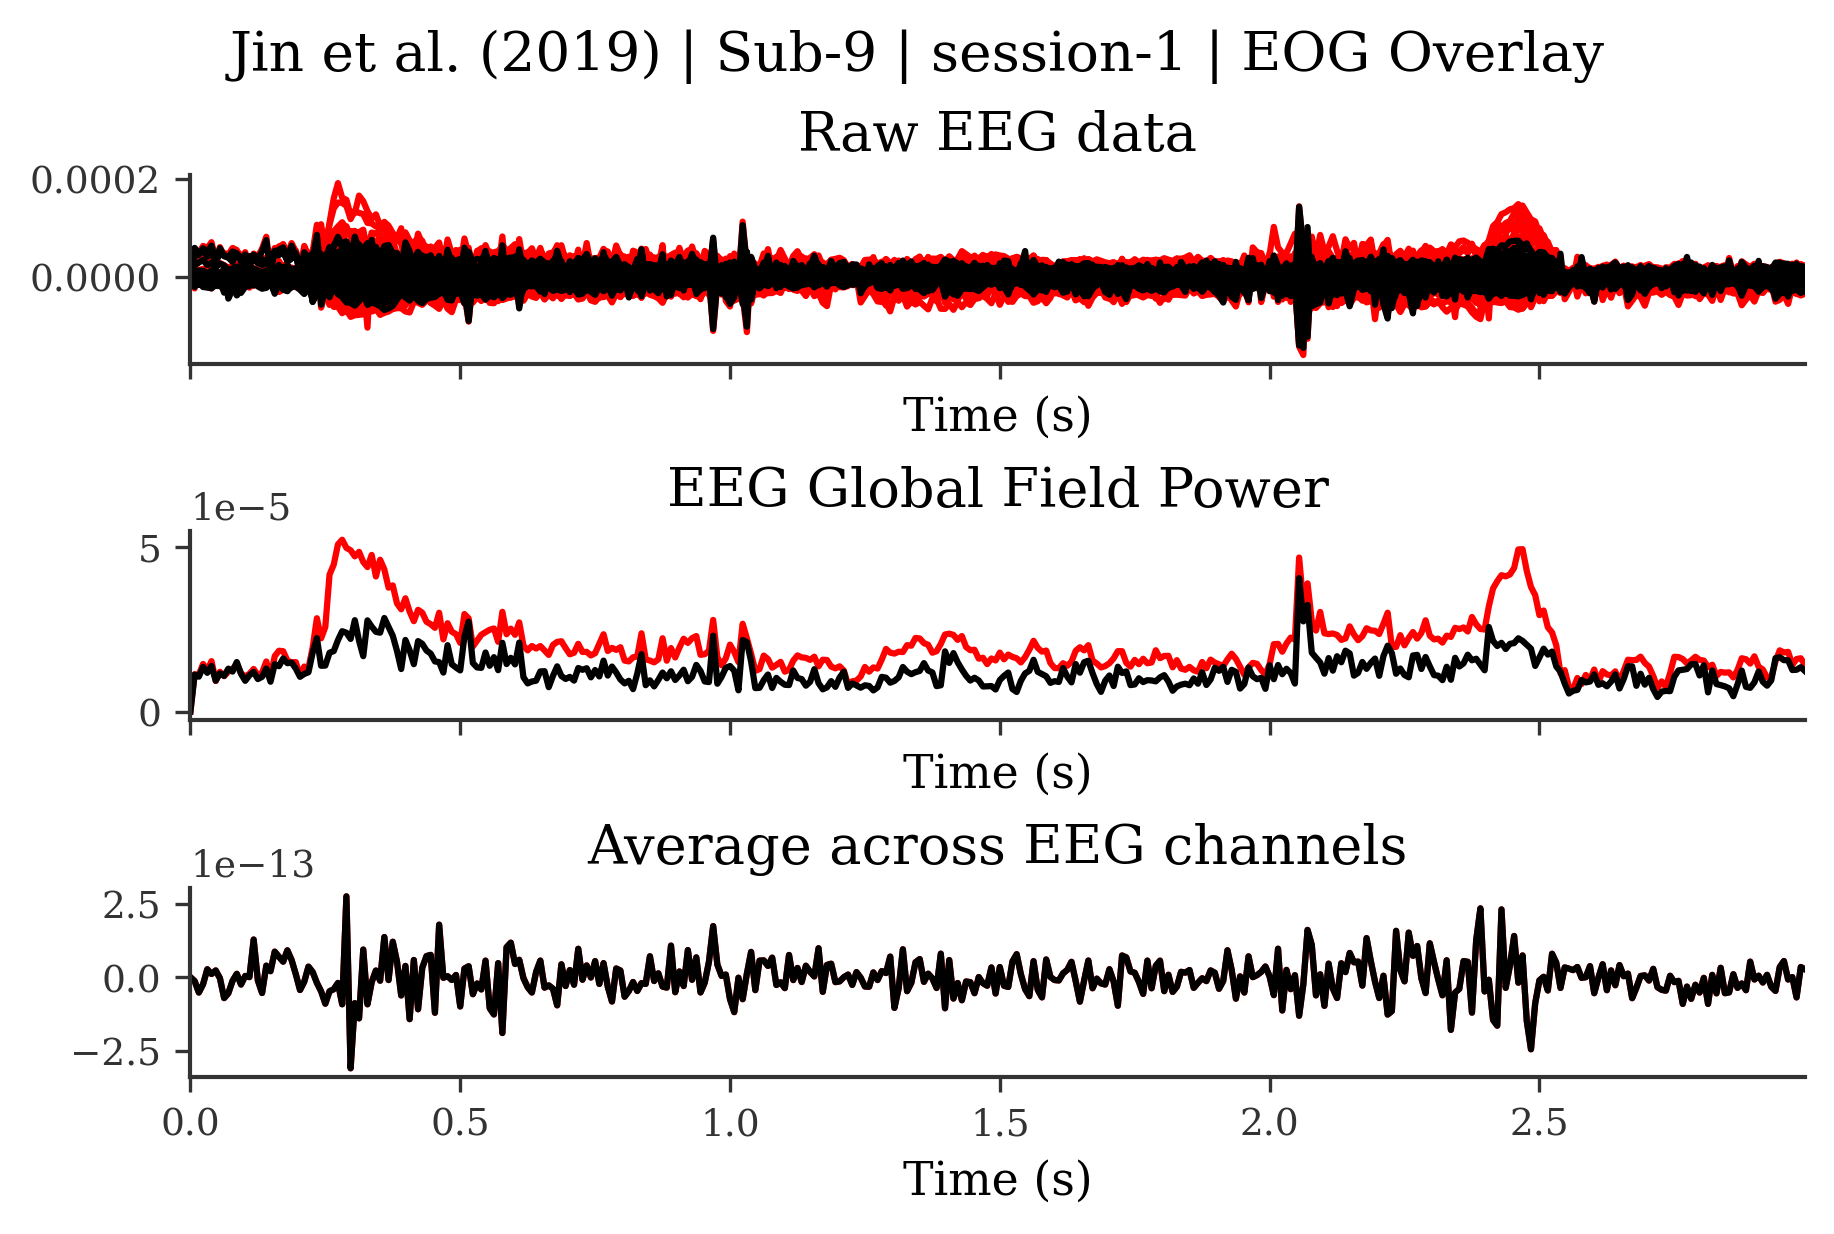 Jin et al. (2019) | Sub-9 | session-1 | EOG Overlay
Raw EEG data
0.0002
0.0000
Time (s)
EEG Global Field Power
1e−5
5
0
Time (s)
Average across EEG channels
1e−13
2.5
0.0
−2.5
0.0 0.5 1.0 1.5 2.0 2.5
Time (s)